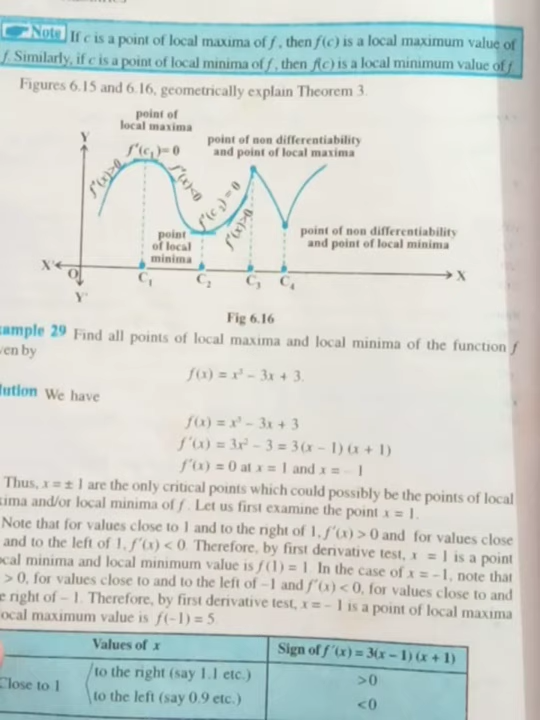 Note If c is a point of local maxima of f, then f(c) is a local maximum value of
f. Similarly, if c is a point of local minima of f, then f(c) is a local minimum value of f.
Figures 6.15 and 6.16, geometrically explain Theorem 3.
point of
local maxima
Y
f'(c₁)=0
point of non differentiability
and point of local maxima
f'(x)>0
f'(x)<0
f'(c₂)=0
f'(x)>0
point
of local
minima
point of non differentiability
and point of local minima
X'
O
C₁
C₂
C₃
C₄
X
Y'
Fig 6.16
ample 29 Find all points of local maxima and local minima of the function f
en by
f(x) = x³ – 3x + 3.
lution We have
f(x) = x³ – 3x + 3
f'(x) = 3x² – 3 = 3(x – 1) (x + 1)
f'(x) = 0 at x = 1 and x = – 1
Thus, x = ± 1 are the only critical points which could possibly be the points of local
ima and/or local minima of f. Let us first examine the point x = 1.
Note that for values close to 1 and to the right of 1, f'(x) > 0 and for values close
and to the left of 1, f'(x) < 0. Therefore, by first derivative test, x = 1 is a point
ocal minima and local minimum value is f(1) = 1. In the case of x = –1, note that
> 0, for values close to and to the left of –1 and f'(x) < 0, for values close to and
e right of – 1. Therefore, by first derivative test, x = – 1 is a point of local maxima
ocal maximum value is f(–1) = 5.
Values of x
Sign of f'(x) = 3(x – 1) (x + 1)
Close to 1
to the right (say 1.1 etc.)
>0
to the left (say 0.9 etc.)
<0